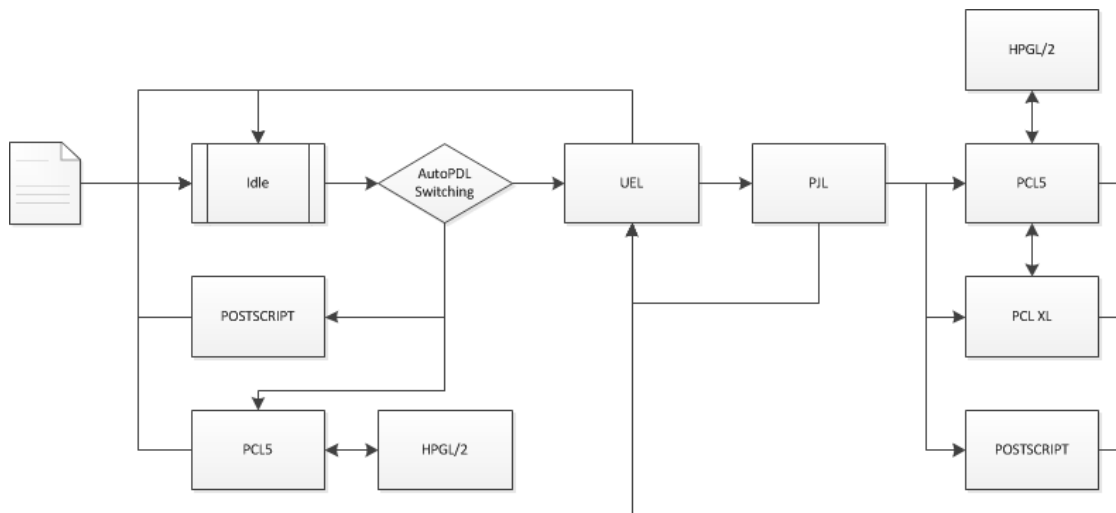 HPGL/2
Idle
AutoPDL
Switching
UEL
PJL
PCL5
POSTSCRIPT
PCL XL
PCL5
HPGL/2
POSTSCRIPT